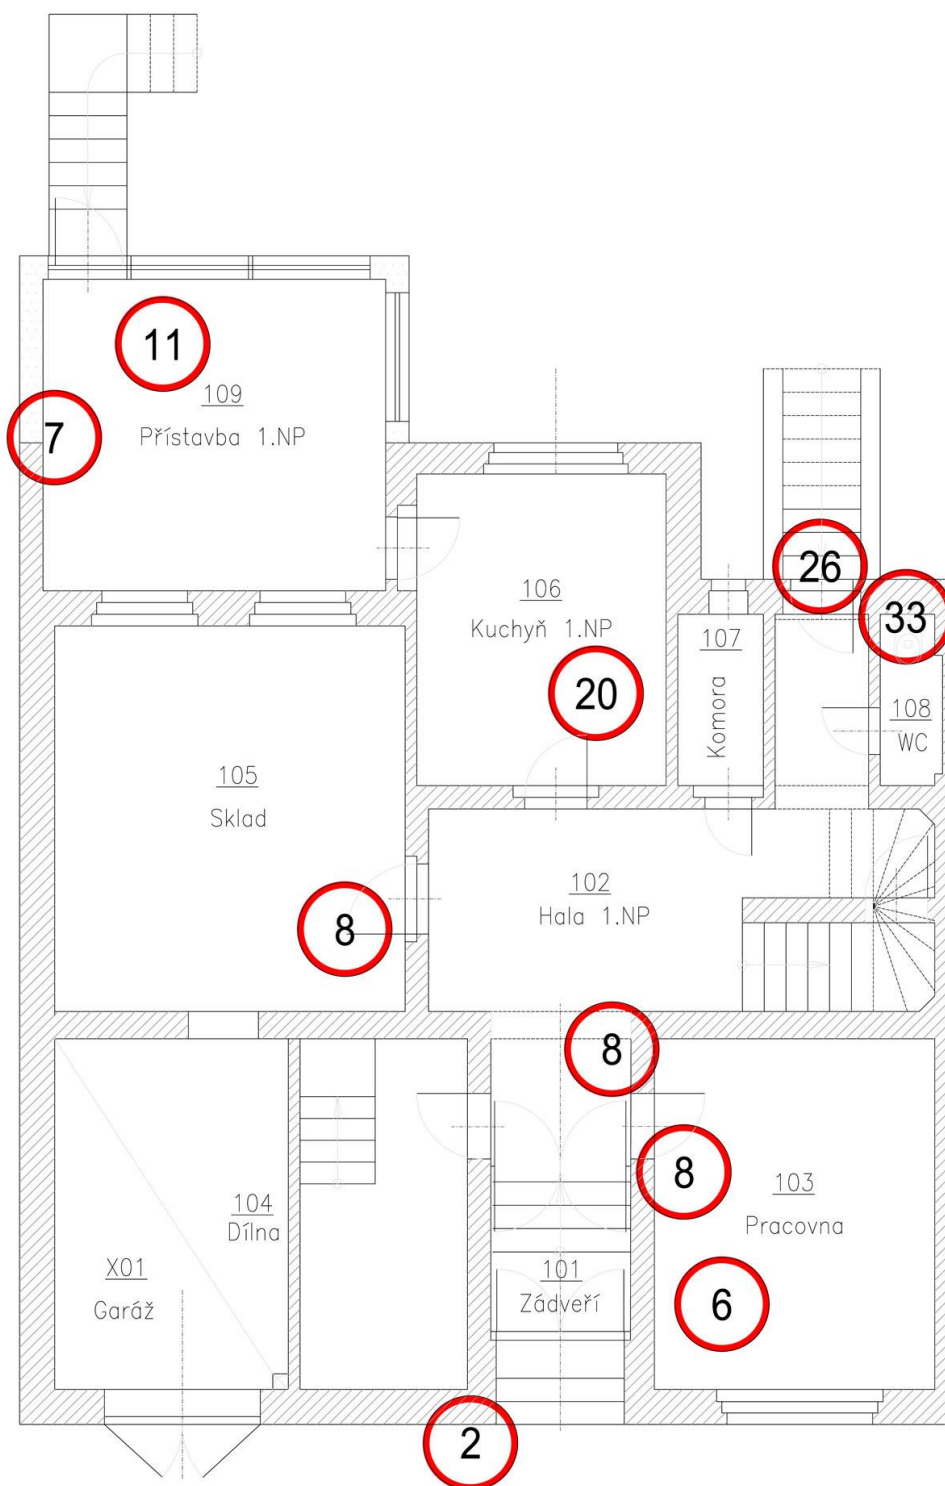 11
109
Přístavba 1.NP
7
26
106
Kuchyň 1.NP
33
107
Komora
20
108
WC
105
Sklad
102
Hala 1.NP
8
8
8
103
Pracovna
104
Dílna
X01
Garáž
101
Zádveří
6
2